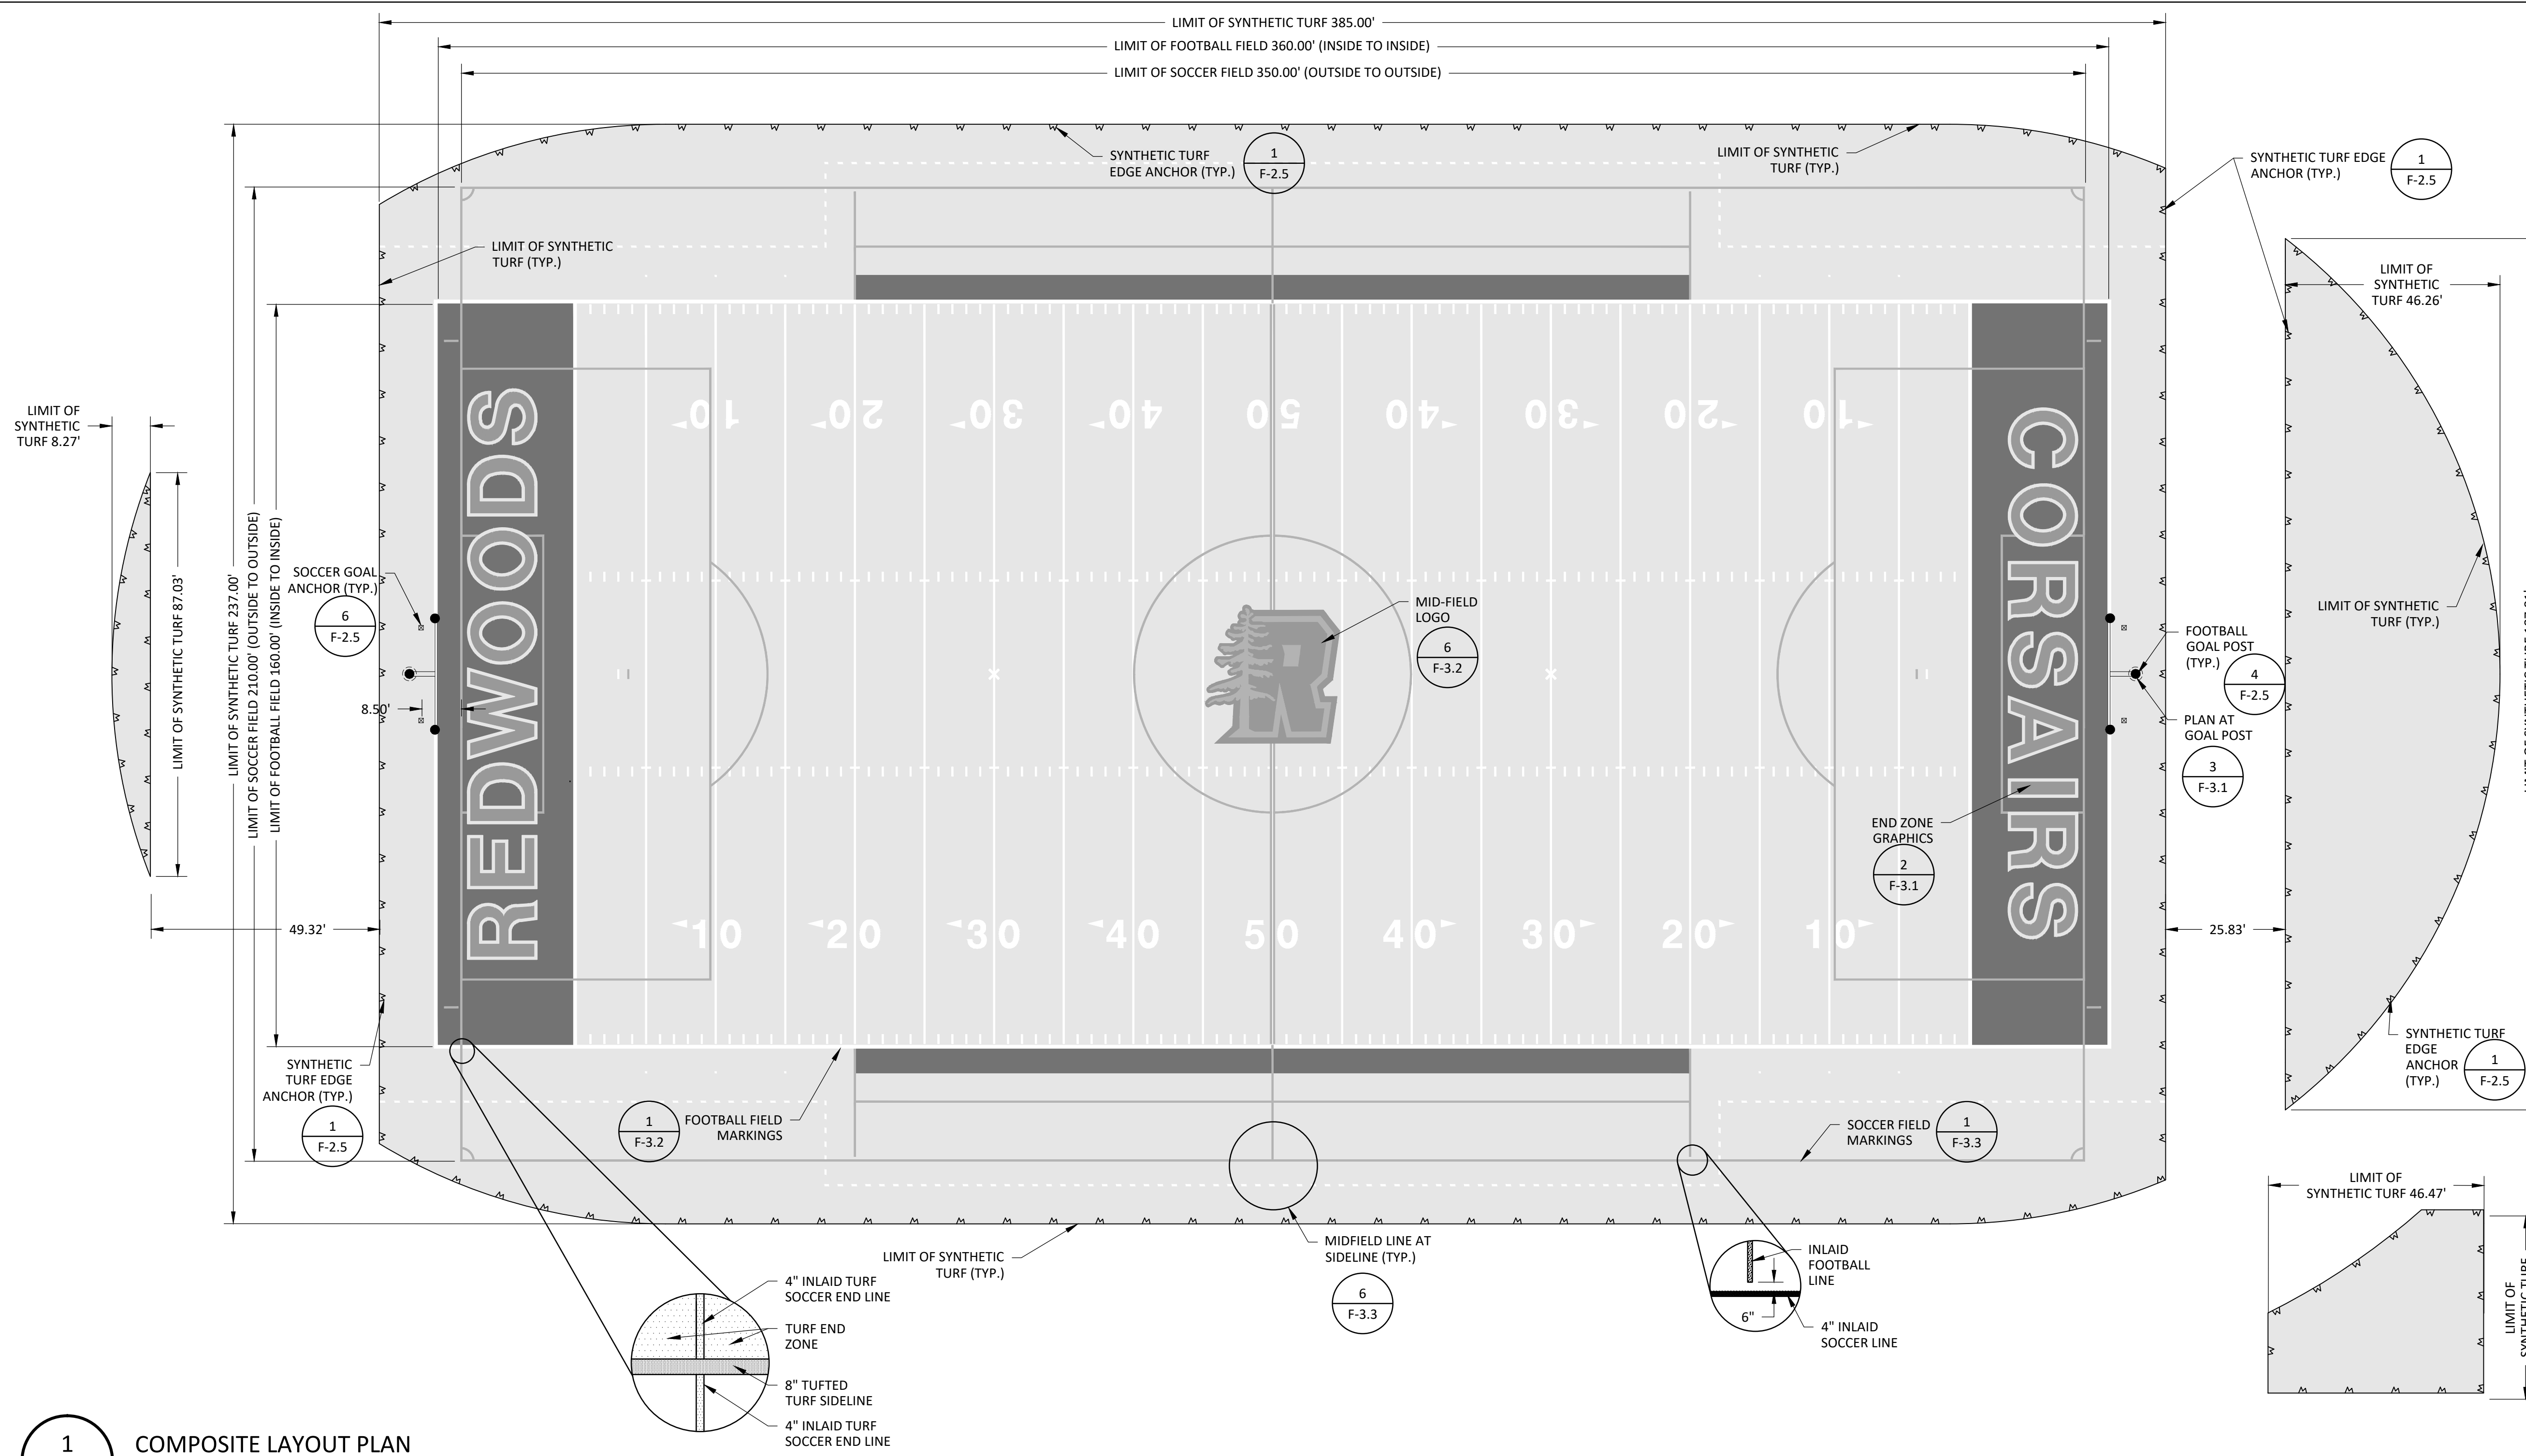 LIMIT OF SYNTHETIC TURF 385.00'
LIMIT OF FOOTBALL FIELD 360.00' (INSIDE TO INSIDE)
LIMIT OF SOCCER FIELD 350.00' (OUTSIDE TO OUTSIDE)
SYNTHETIC TURF
EDGE ANCHOR (TYP.)
1
F-2.5
LIMIT OF SYNTHETIC
TURF (TYP.)
SYNTHETIC TURF EDGE
ANCHOR (TYP.)
1
F-2.5
LIMIT OF SYNTHETIC
TURF (TYP.)
LIMIT OF
SYNTHETIC
TURF 46.26'
LIMIT OF
SYNTHETIC
TURF 8.27'
LIMIT OF SYNTHETIC TURF 87.03'
LIMIT OF SYNTHETIC TURF 237.00'
LIMIT OF SOCCER FIELD 210.00' (OUTSIDE TO OUTSIDE)
LIMIT OF FOOTBALL FIELD 160.00' (INSIDE TO INSIDE)
REDWOODS
10
20
30
40
50
40
30
20
10
CORSAIRS
SOCCER GOAL
ANCHOR (TYP.)
6
F-2.5
8.50'
MID-FIELD
LOGO
6
F-3.2
R
LIMIT OF SYNTHETIC
TURF (TYP.)
FOOTBALL
GOAL POST
(TYP.)
4
F-2.5
PLAN AT
GOAL POST
3
F-3.1
END ZONE
GRAPHICS
2
F-3.1
49.32'
10
20
30
40
50
40
30
20
10
25.83'
SYNTHETIC
TURF EDGE
ANCHOR (TYP.)
1
F-2.5
1
F-3.2
FOOTBALL FIELD
MARKINGS
SOCCER FIELD
MARKINGS
1
F-3.3
SYNTHETIC TURF
EDGE
ANCHOR
(TYP.)
1
F-2.5
LIMIT OF
SYNTHETIC TURF 46.47'
LIMIT OF
SYNTHETIC TURF
LIMIT OF SYNTHETIC
TURF (TYP.)
MIDFIELD LINE AT
SIDELINE (TYP.)
6
F-3.3
INLAID
FOOTBALL
LINE
6"
4" INLAID
SOCCER LINE
4" INLAID TURF
SOCCER END LINE
TURF END
ZONE
8" TUFTED
TURF SIDELINE
4" INLAID TURF
SOCCER END LINE
1
COMPOSITE LAYOUT PLAN